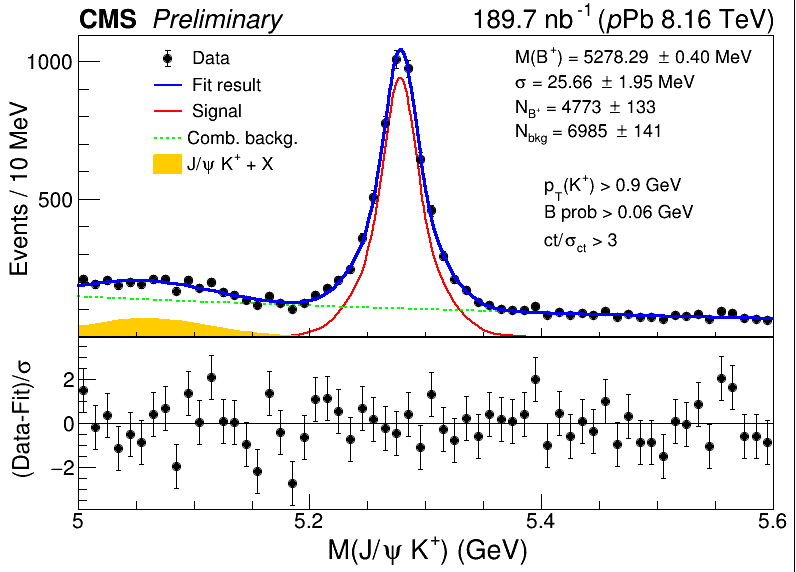 CMS Preliminary 189.7 nb⁻¹ (pPb 8.16 TeV)
Events / 10 MeV
1000
500
Data
Fit result
Signal
Comb. backg.
J/ψ K⁺ + X
M(B⁺) = 5278.29 ± 0.40 MeV
σ = 25.66 ± 1.95 MeV
N_B⁺ = 4773 ± 133
N_bkg = 6985 ± 141
p_T(K⁺) > 0.9 GeV
B prob > 0.06 GeV
ct/σ_ct > 3
(Data-Fit)/σ
2
0
−2
5 5.2 5.4 5.6
M(J/ψ K⁺) (GeV)